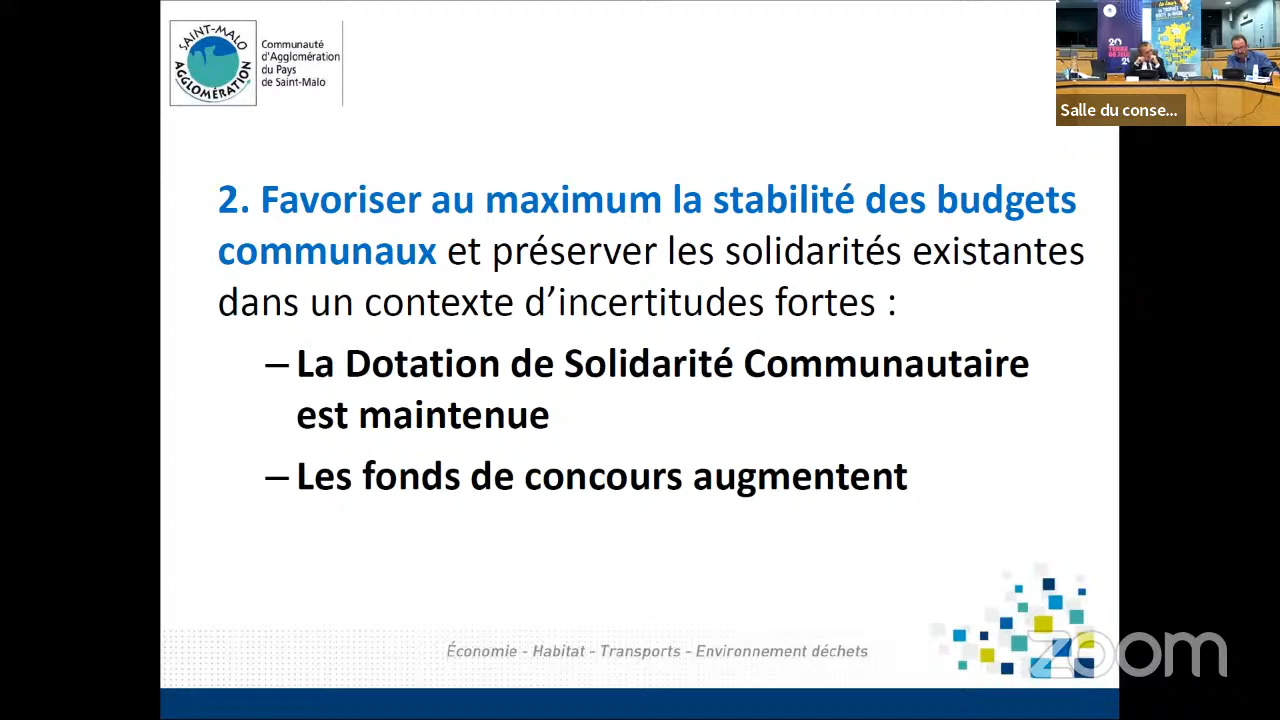 SAINT-MALO
AGGLOMÉRATION
Communauté
d'Agglomération
du Pays
de Saint-Malo
Salle du conse...
2. Favoriser au maximum la stabilité des budgets
communaux et préserver les solidarités existantes
dans un contexte d’incertitudes fortes :
– La Dotation de Solidarité Communautaire
est maintenue
– Les fonds de concours augmentent
Économie - Habitat - Transports - Environnement déchets
zoom